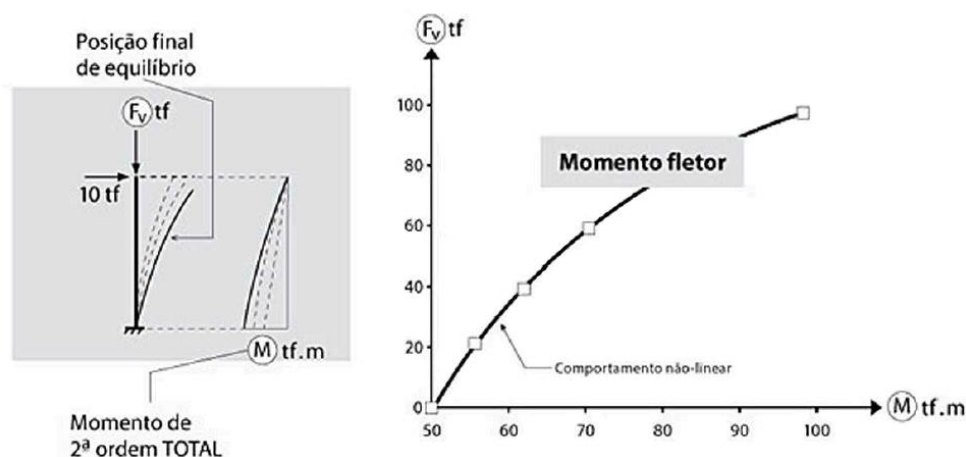 Posição final
de equilíbrio
Fv tf
10 tf
M tf.m
Momento de
2ª ordem TOTAL
Fv tf
100
80
60
40
20
0
Momento fletor
Comportamento não-linear
50
60
70
80
90
100
M tf.m